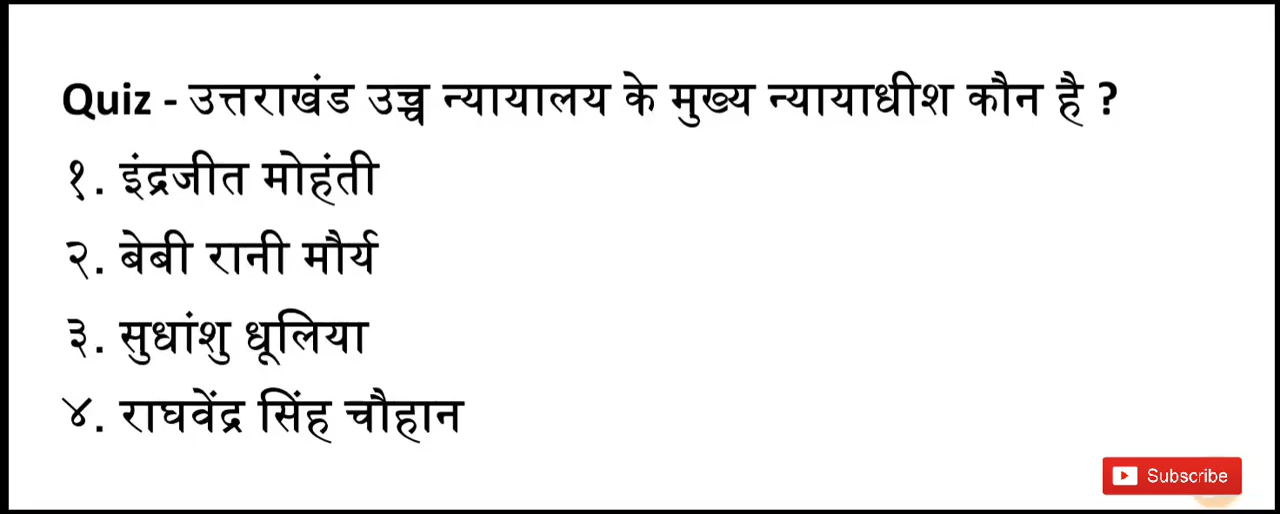 Quiz - उत्तराखंड उच्च न्यायालय के मुख्य न्यायाधीश कौन है ?
१. इंद्रजीत मोहंती
२. बेबी रानी मौर्य
३. सुधांशु धूलिया
४. राघवेंद्र सिंह चौहान
Subscribe